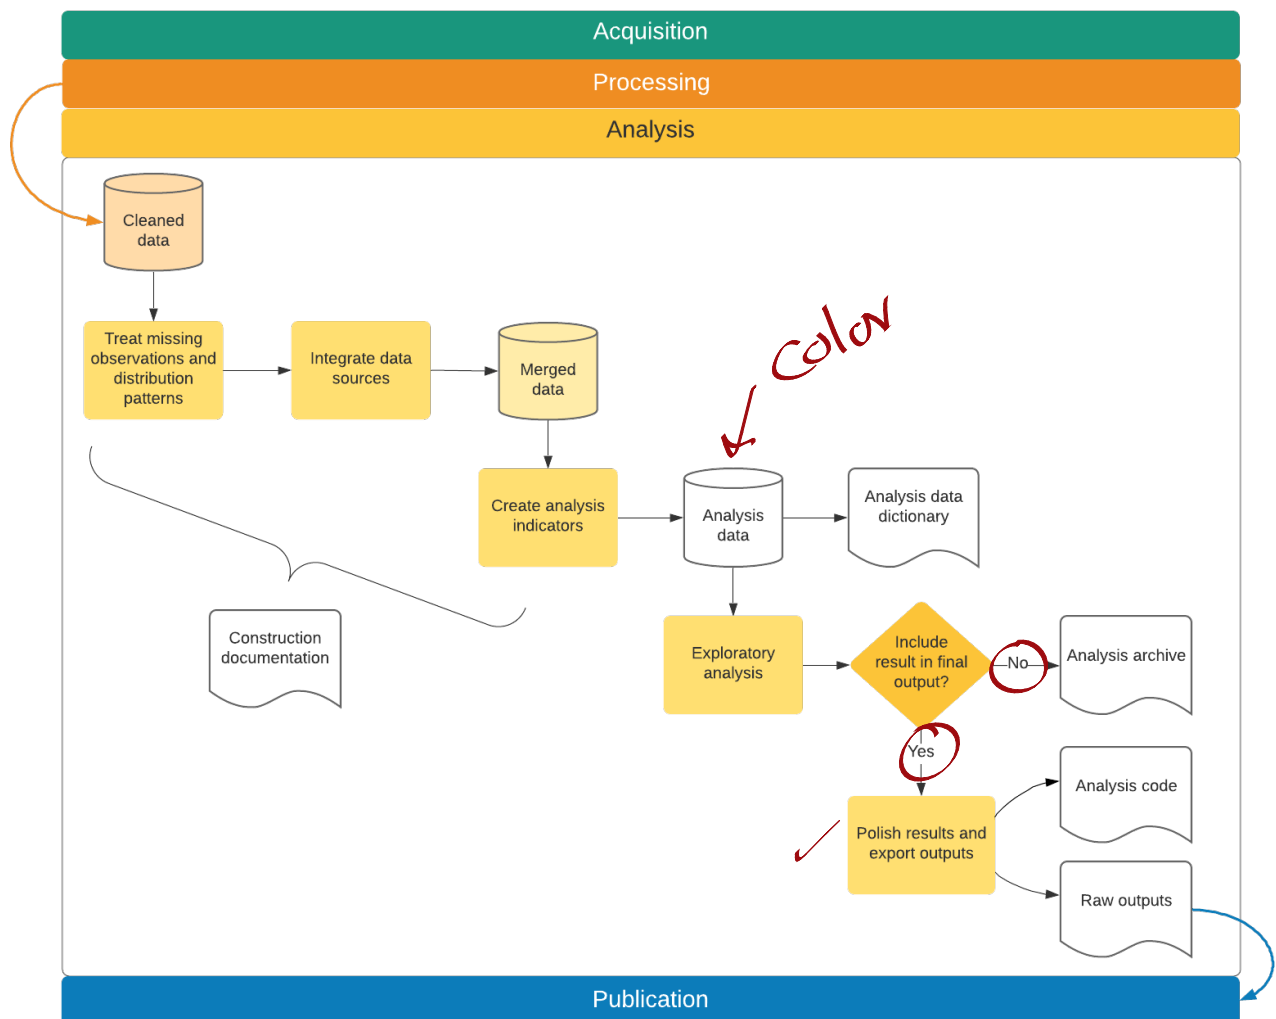 Acquisition
Processing
Analysis
Cleaned
data
Treat missing
observations and
distribution
patterns
Integrate data
sources
Merged
data
Color
Create analysis
indicators
Analysis
data
Analysis data
dictionary
Construction
documentation
Exploratory
analysis
Include
result in final
output?
No
Analysis archive
Yes
Polish results and
export outputs
Analysis code
Raw outputs
Publication